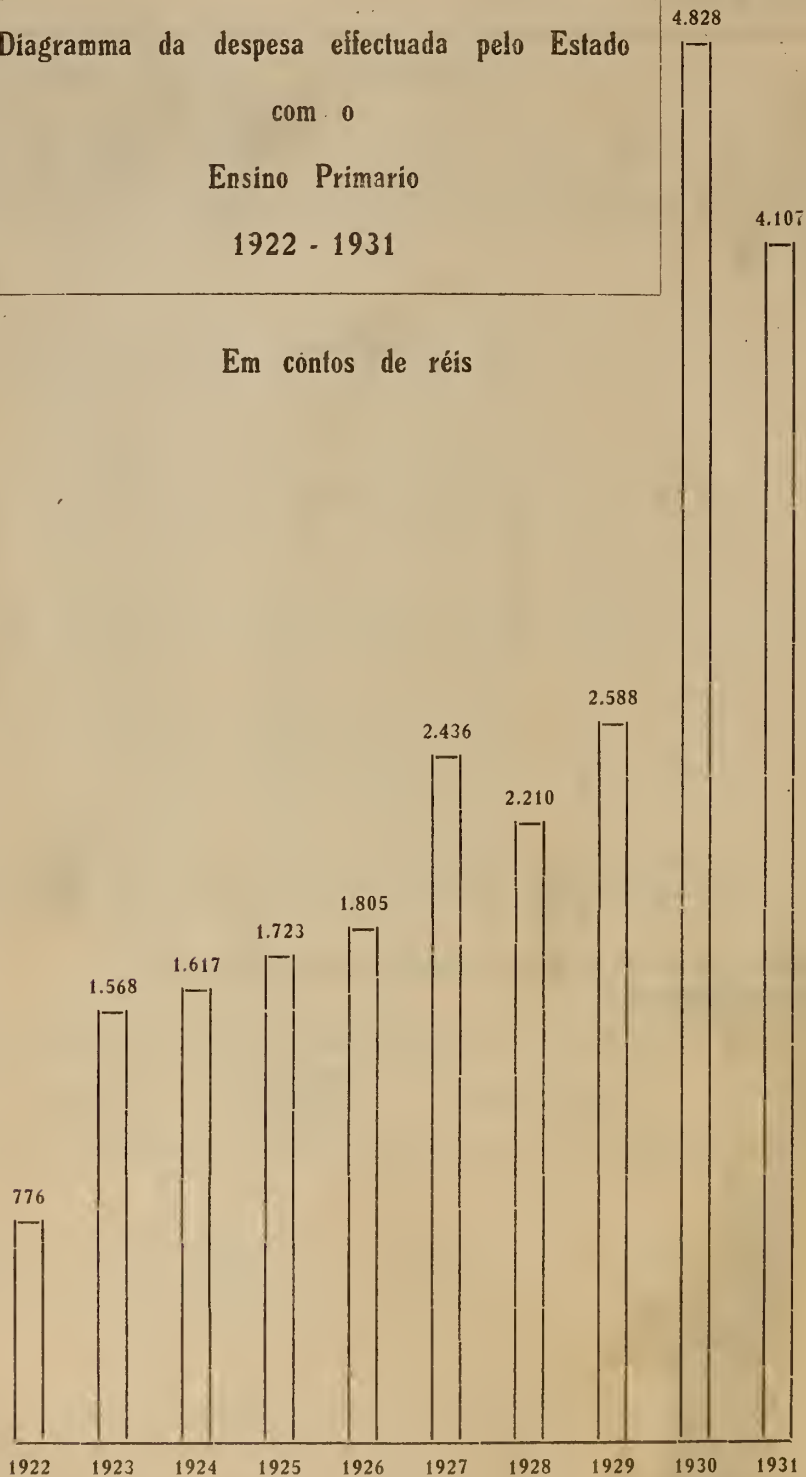 Diagramma da despesa effectuada pelo Estado
com o
Ensino Primario
1922 - 1931
Em contos de réis
4.828
4.107
2.588
2.436
2.210
1.805
1.723
1.617
1.568
776
1922 1923 1924 1925 1926 1927 1928 1929 1930 1931